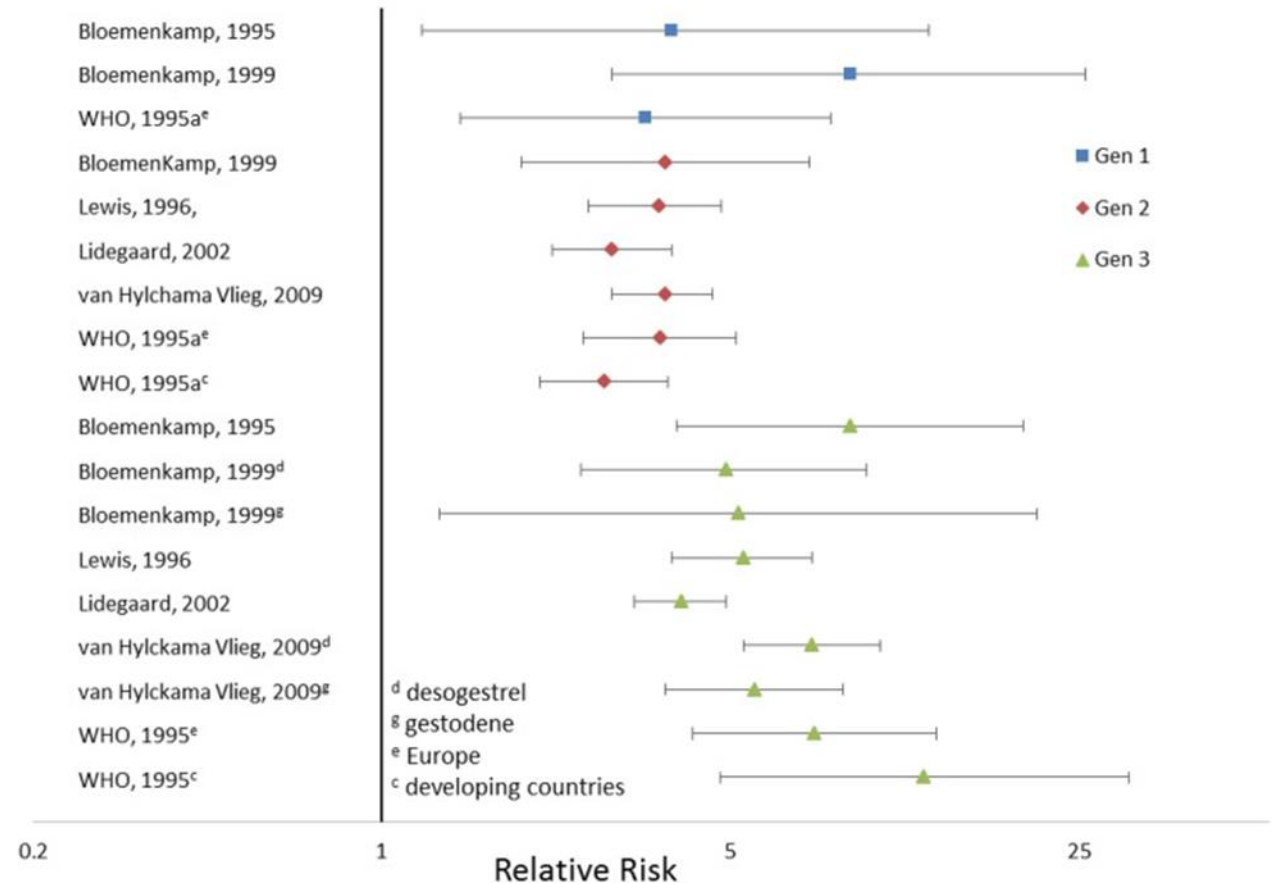 Bloemenkamp, 1995
Bloemenkamp, 1999
WHO, 1995aᵉ
BloemenKamp, 1999
Lewis, 1996,
Lidegaard, 2002
van Hylchama Vlieg, 2009
WHO, 1995aᵉ
WHO, 1995aᶜ
Bloemenkamp, 1995
Bloemenkamp, 1999ᵈ
Bloemenkamp, 1999ᵍ
Lewis, 1996
Lidegaard, 2002
van Hylckama Vlieg, 2009ᵈ
van Hylckama Vlieg, 2009ᵍ
WHO, 1995ᵉ
WHO, 1995ᶜ
Gen 1
Gen 2
Gen 3
ᵈ desogestrel
ᵍ gestodene
ᵉ Europe
ᶜ developing countries
0.2 1 5 25
Relative Risk